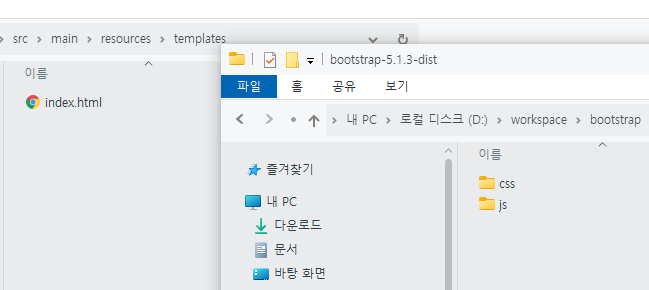 src > main > resources > templates
이름
index.html
bootstrap-5.1.3-dist
파일 홈 공유 보기
내 PC > 로컬 디스크 (D:) > workspace > bootstrap
즐겨찾기
내 PC
다운로드
문서
바탕 화면
이름
css
js